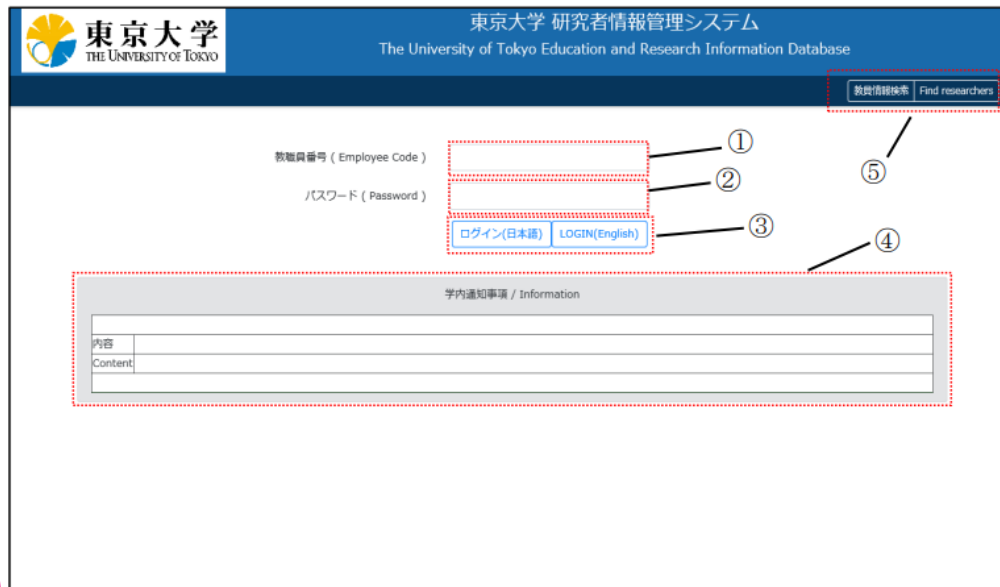 東京大学
THE UNIVERSITY OF TOKYO
東京大学 研究者情報管理システム
The University of Tokyo Education and Research Information Database
教員情報検索 Find researchers
⑤
教職員番号 ( Employee Code )
①
パスワード ( Password )
②
ログイン(日本語) LOGIN(English)
③
④
学内通知事項 / Information
内容
Content